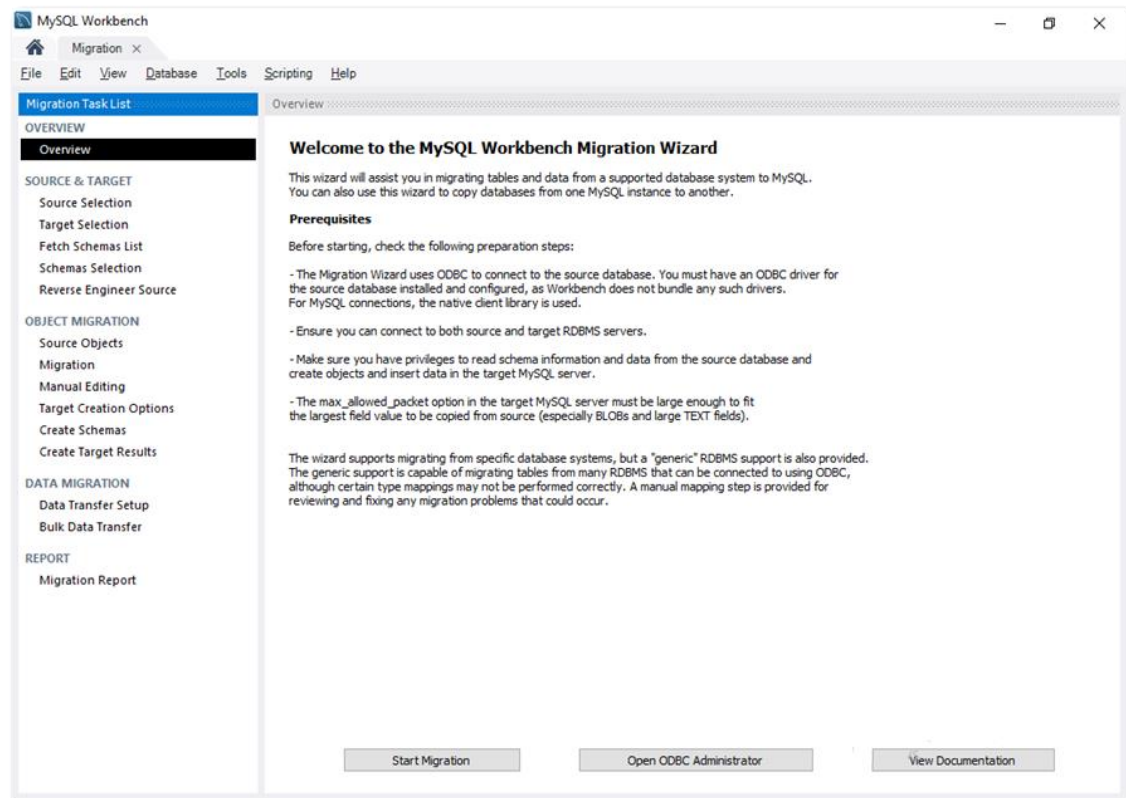 MySQL Workbench
Migration ×
File Edit View Database Tools Scripting Help
Migration Task List
OVERVIEW
Overview
SOURCE & TARGET
Source Selection
Target Selection
Fetch Schemas List
Schemas Selection
Reverse Engineer Source
OBJECT MIGRATION
Source Objects
Migration
Manual Editing
Target Creation Options
Create Schemas
Create Target Results
DATA MIGRATION
Data Transfer Setup
Bulk Data Transfer
REPORT
Migration Report
Overview
Welcome to the MySQL Workbench Migration Wizard
This wizard will assist you in migrating tables and data from a supported database system to MySQL.
You can also use this wizard to copy databases from one MySQL instance to another.
Prerequisites
Before starting, check the following preparation steps:
- The Migration Wizard uses ODBC to connect to the source database. You must have an ODBC driver for
the source database installed and configured, as Workbench does not bundle any such drivers.
For MySQL connections, the native client library is used.
- Ensure you can connect to both source and target RDBMS servers.
- Make sure you have privileges to read schema information and data from the source database and
create objects and insert data in the target MySQL server.
- The max_allowed_packet option in the target MySQL server must be large enough to fit
the largest field value to be copied from source (especially BLOBs and large TEXT fields).
The wizard supports migrating from specific database systems, but a "generic" RDBMS support is also provided.
The generic support is capable of migrating tables from many RDBMS that can be connected to using ODBC,
although certain type mappings may not be performed correctly. A manual mapping step is provided for
reviewing and fixing any migration problems that could occur.
Start Migration
Open ODBC Administrator
View Documentation